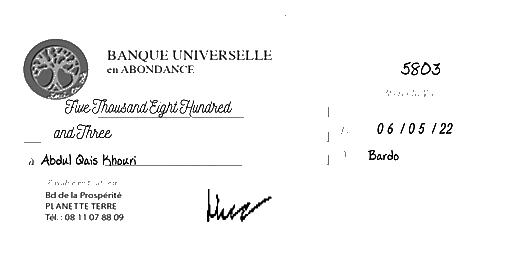 BANQUE UNIVERSELLE
en ABONDANCE
5803
Five Thousand Eight Hundred
and Three
06/05/22
à Abdul Qais Khouri
Bardo
Bd de la Prospérité
PLANETTE TERRE
Tél. : 08 11 07 88 09